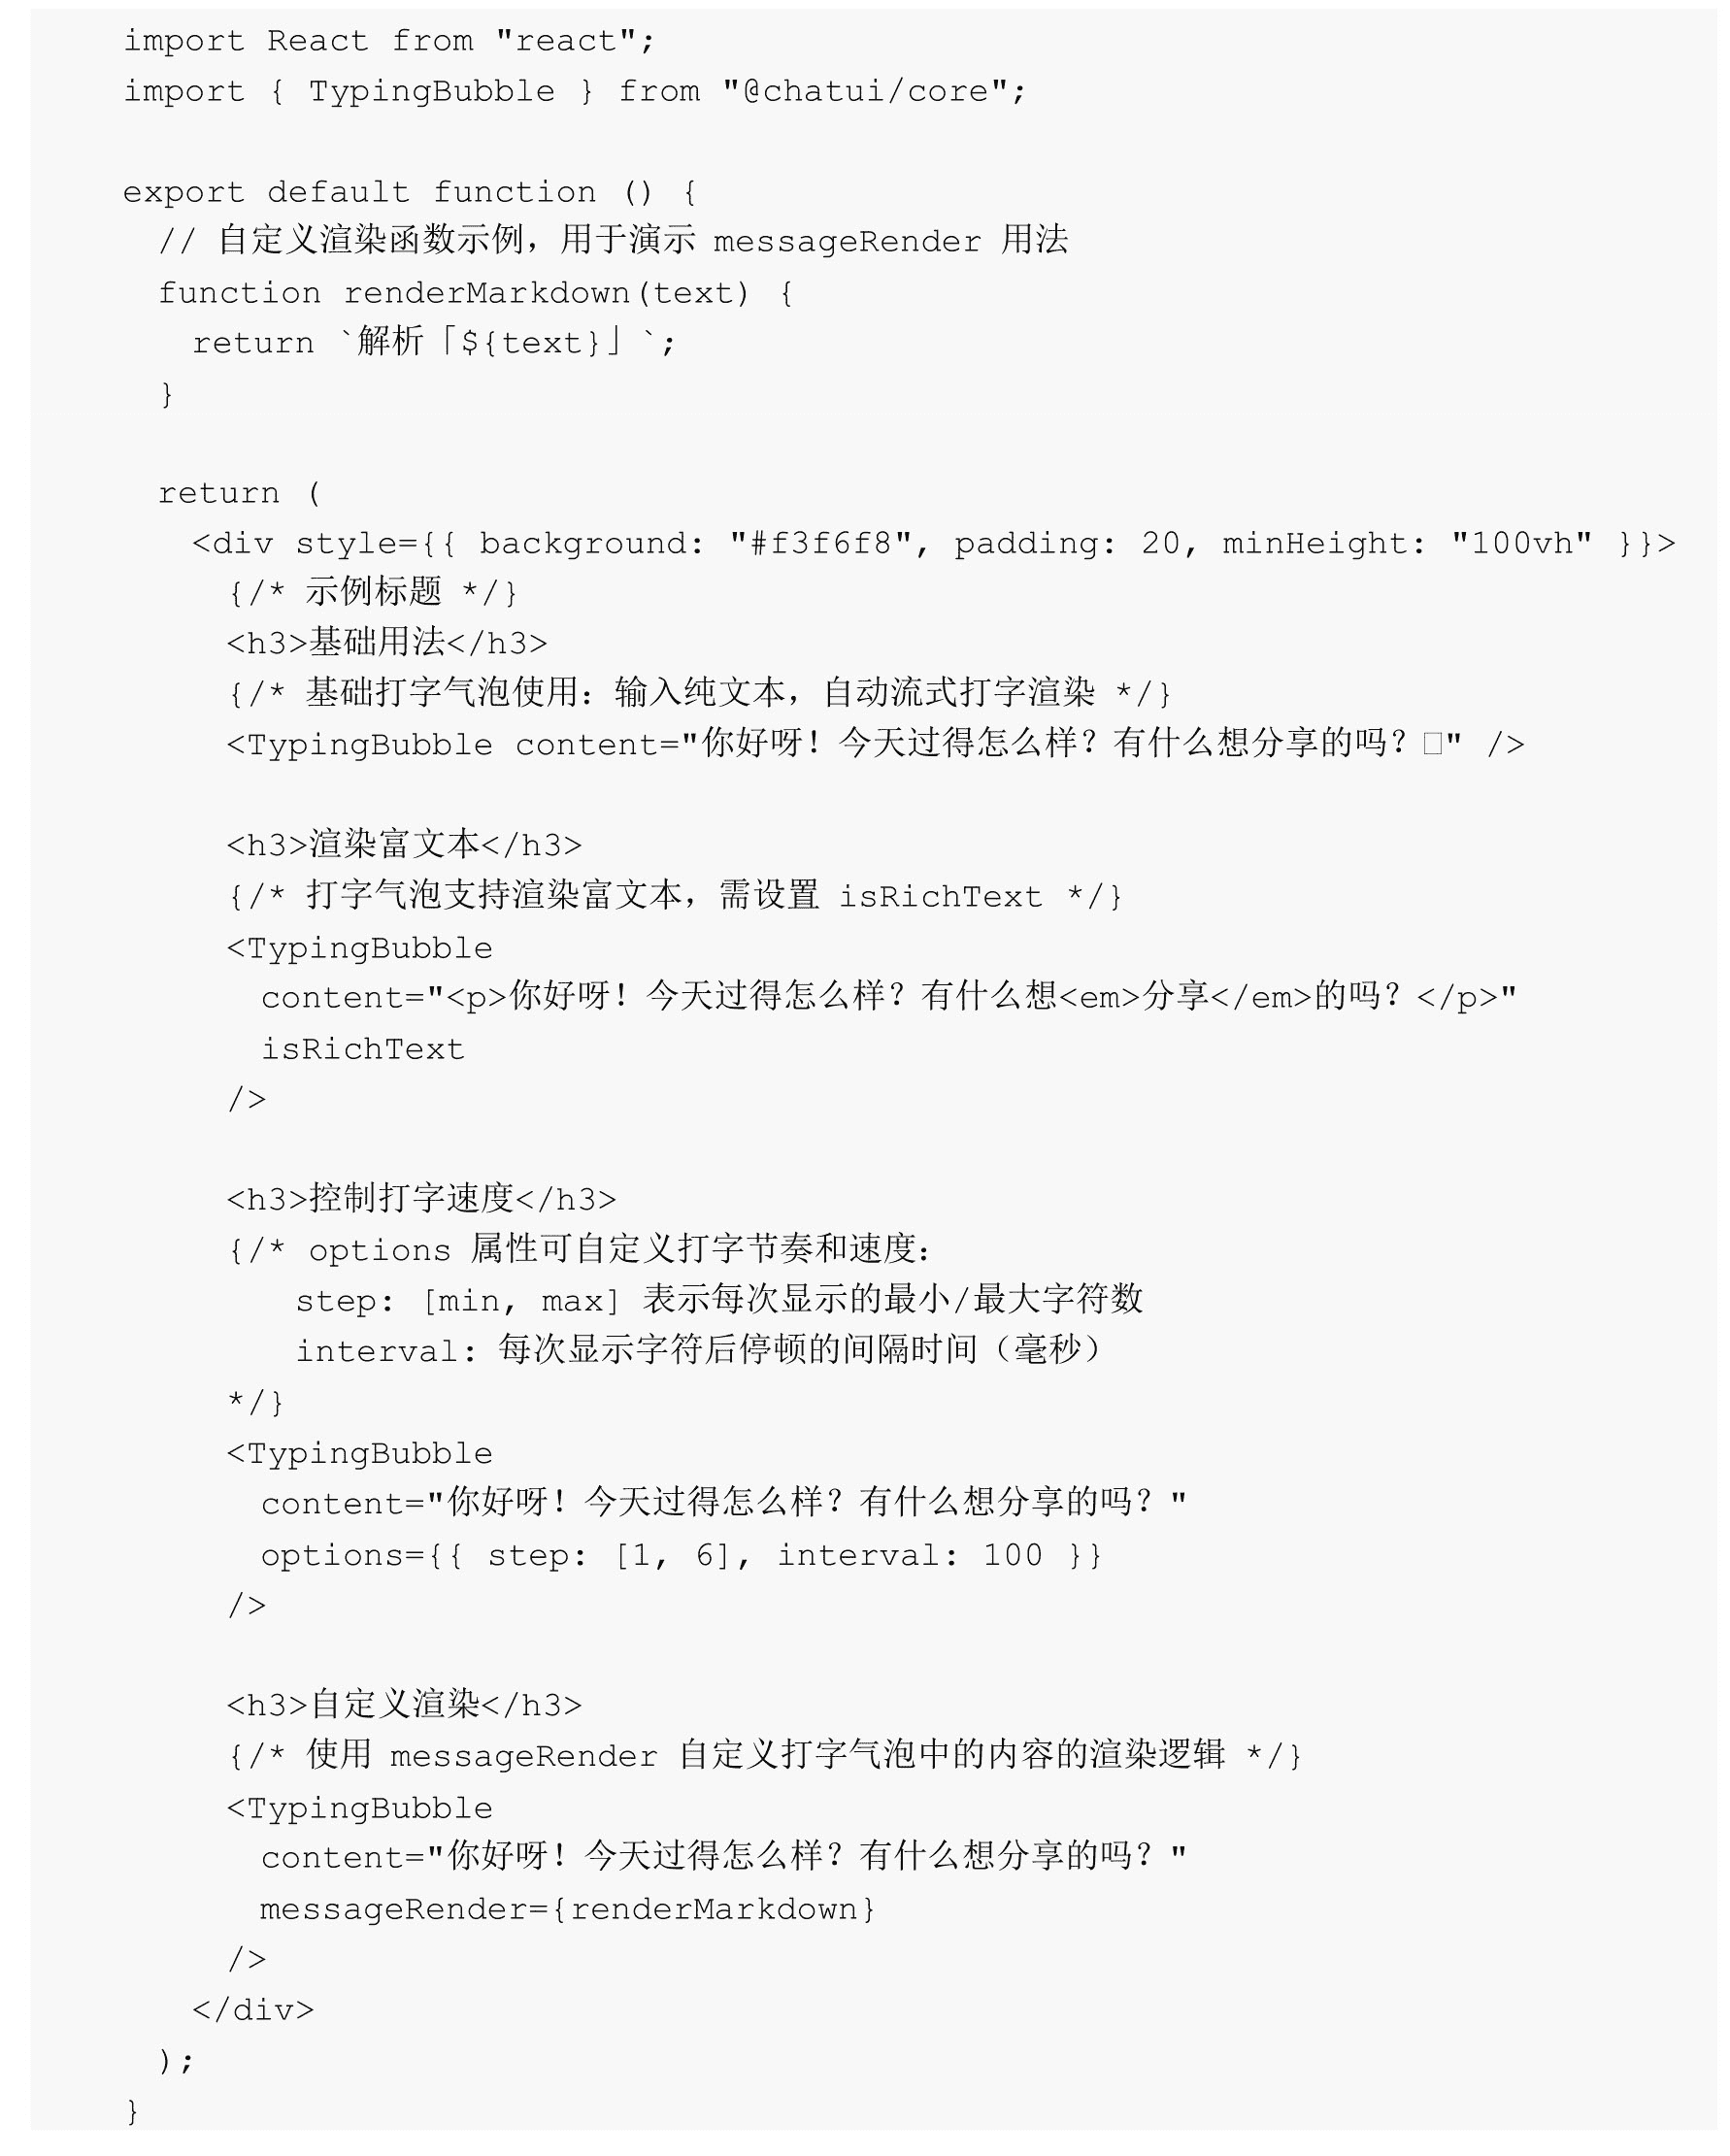 import React from "react";
import { TypingBubble } from "@chatui/core";

export default function () {
  // 自定义渲染函数示例，用于演示 messageRender 用法
  function renderMarkdown(text) {
    return `解析「${text}」`;
  }

  return (
    <div style={{ background: "#f3f6f8", padding: 20, minHeight: "100vh" }}>
      {/* 示例标题 */}
      <h3>基础用法</h3>
      {/* 基础打字气泡使用：输入纯文本，自动流式打字渲染 */}
      <TypingBubble content="你好呀！今天过得怎么样？有什么想分享的吗？□" />

      <h3>渲染富文本</h3>
      {/* 打字气泡支持渲染富文本，需设置 isRichText */}
      <TypingBubble
        content="<p>你好呀！今天过得怎么样？有什么想<em>分享</em>的吗？</p>"
        isRichText
      />

      <h3>控制打字速度</h3>
      {/* options 属性可自定义打字节奏和速度：
          step: [min, max] 表示每次显示的最小/最大字符数
          interval: 每次显示字符后停顿的间隔时间（毫秒）
      */}
      <TypingBubble
        content="你好呀！今天过得怎么样？有什么想分享的吗？"
        options={{ step: [1, 6], interval: 100 }}
      />

      <h3>自定义渲染</h3>
      {/* 使用 messageRender 自定义打字气泡中的内容的渲染逻辑 */}
      <TypingBubble
        content="你好呀！今天过得怎么样？有什么想分享的吗？"
        messageRender={renderMarkdown}
      />
    </div>
  );
}